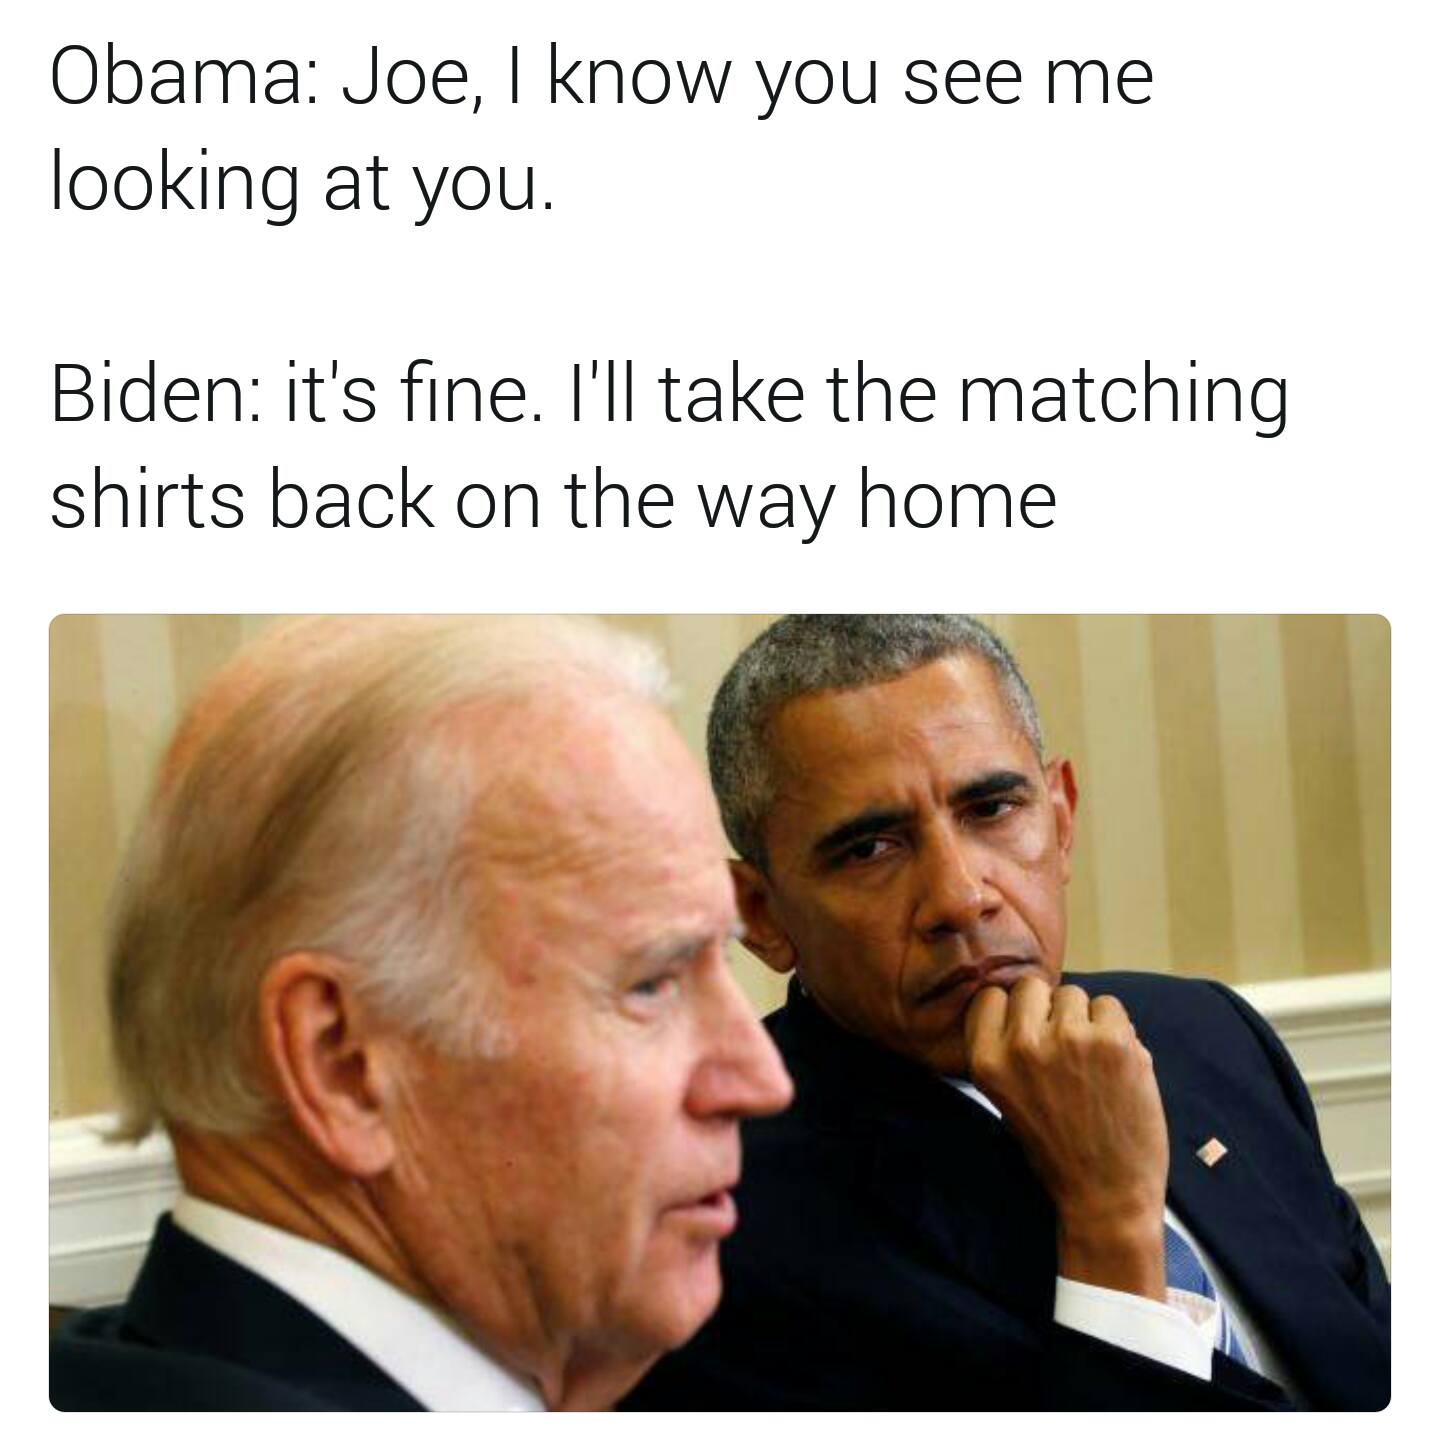 Obama: Joe, I know you see me
looking at you.
Biden: it's fine. I'll take the matching
shirts back on the way home